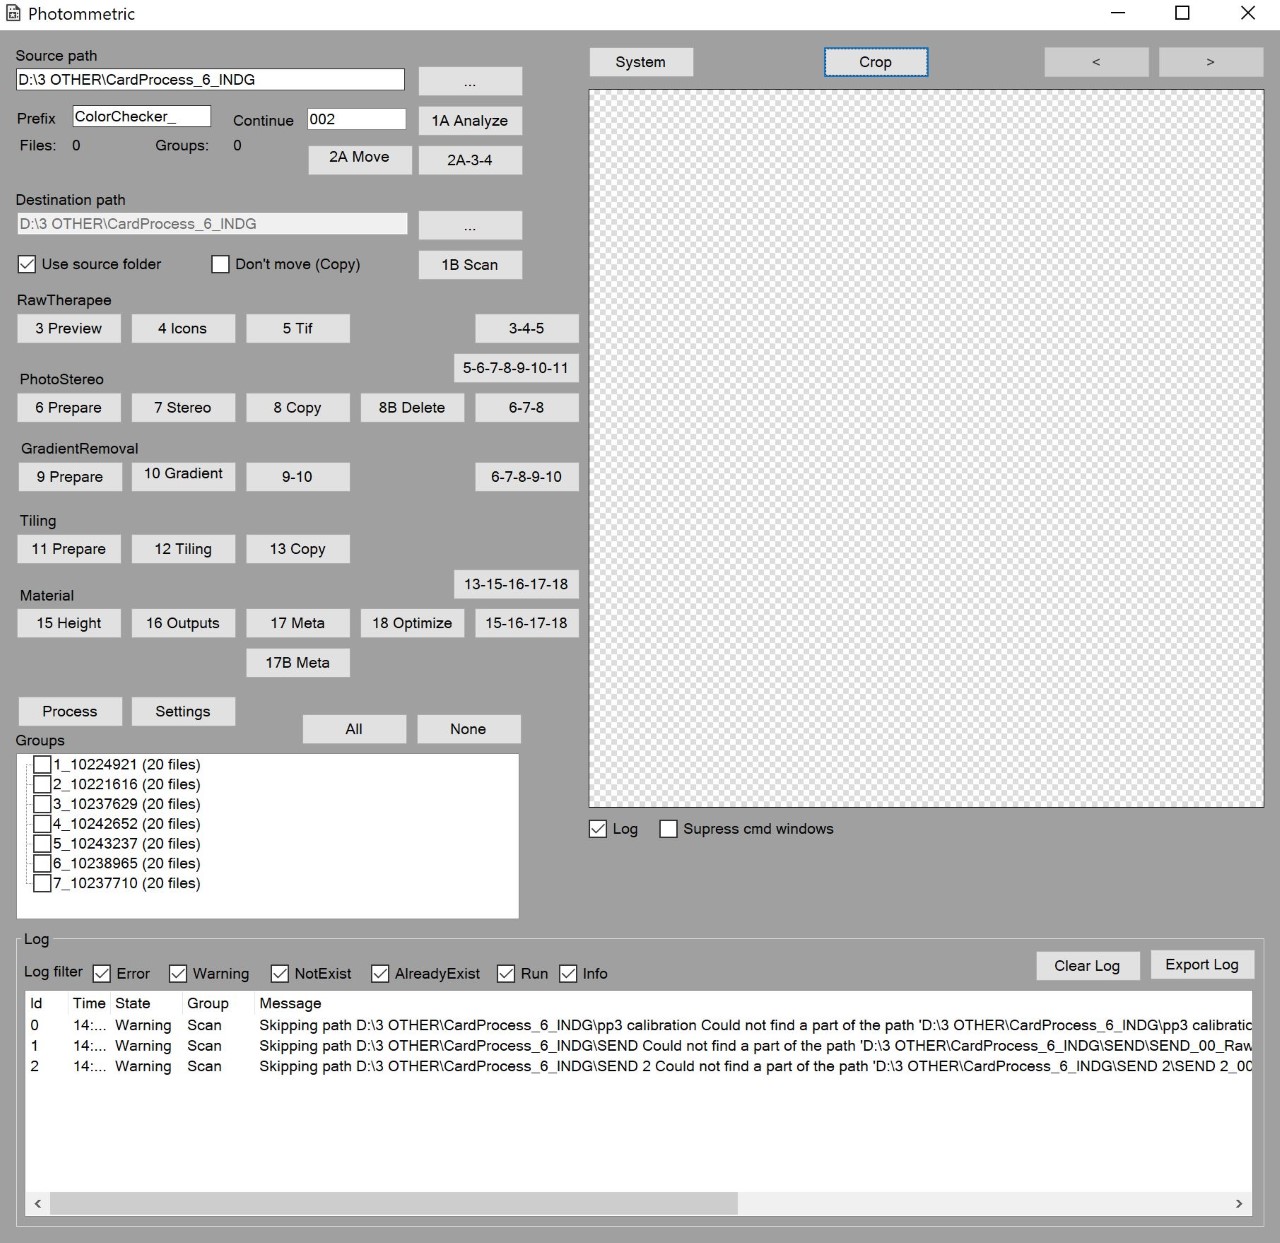 Photommetric
Source path
D:\3 OTHER\CardProcess_6_INDG
...
Prefix
ColorChecker_
Continue
002
1A Analyze
Files: 0
Groups: 0
2A Move
2A-3-4
Destination path
D:\3 OTHER\CardProcess_6_INDG
...
Use source folder
Don't move (Copy)
1B Scan
RawTherapee
3 Preview
4 Icons
5 Tif
3-4-5
5-6-7-8-9-10-11
PhotoStereo
6 Prepare
7 Stereo
8 Copy
8B Delete
6-7-8
GradientRemoval
9 Prepare
10 Gradient
9-10
6-7-8-9-10
Tiling
11 Prepare
12 Tiling
13 Copy
13-15-16-17-18
Material
15 Height
16 Outputs
17 Meta
18 Optimize
15-16-17-18
17B Meta
Process
Settings
All
None
Groups
1_10224921 (20 files)
2_10221616 (20 files)
3_10237629 (20 files)
4_10242652 (20 files)
5_10243237 (20 files)
6_10238965 (20 files)
7_10237710 (20 files)
System
Crop
<
>
Log
Supress cmd windows
Log
Log filter
Error
Warning
NotExist
AlreadyExist
Run
Info
Clear Log
Export Log
Id Time State Group Message
0 14:... Warning Scan Skipping path D:\3 OTHER\CardProcess_6_INDG\pp3 calibration Could not find a part of the path 'D:\3 OTHER\CardProcess_6_INDG\pp3 calibratic
1 14:... Warning Scan Skipping path D:\3 OTHER\CardProcess_6_INDG\SEND Could not find a part of the path 'D:\3 OTHER\CardProcess_6_INDG\SEND\SEND_00_Raw
2 14:... Warning Scan Skipping path D:\3 OTHER\CardProcess_6_INDG\SEND 2 Could not find a part of the path 'D:\3 OTHER\CardProcess_6_INDG\SEND 2\SEND 2_00